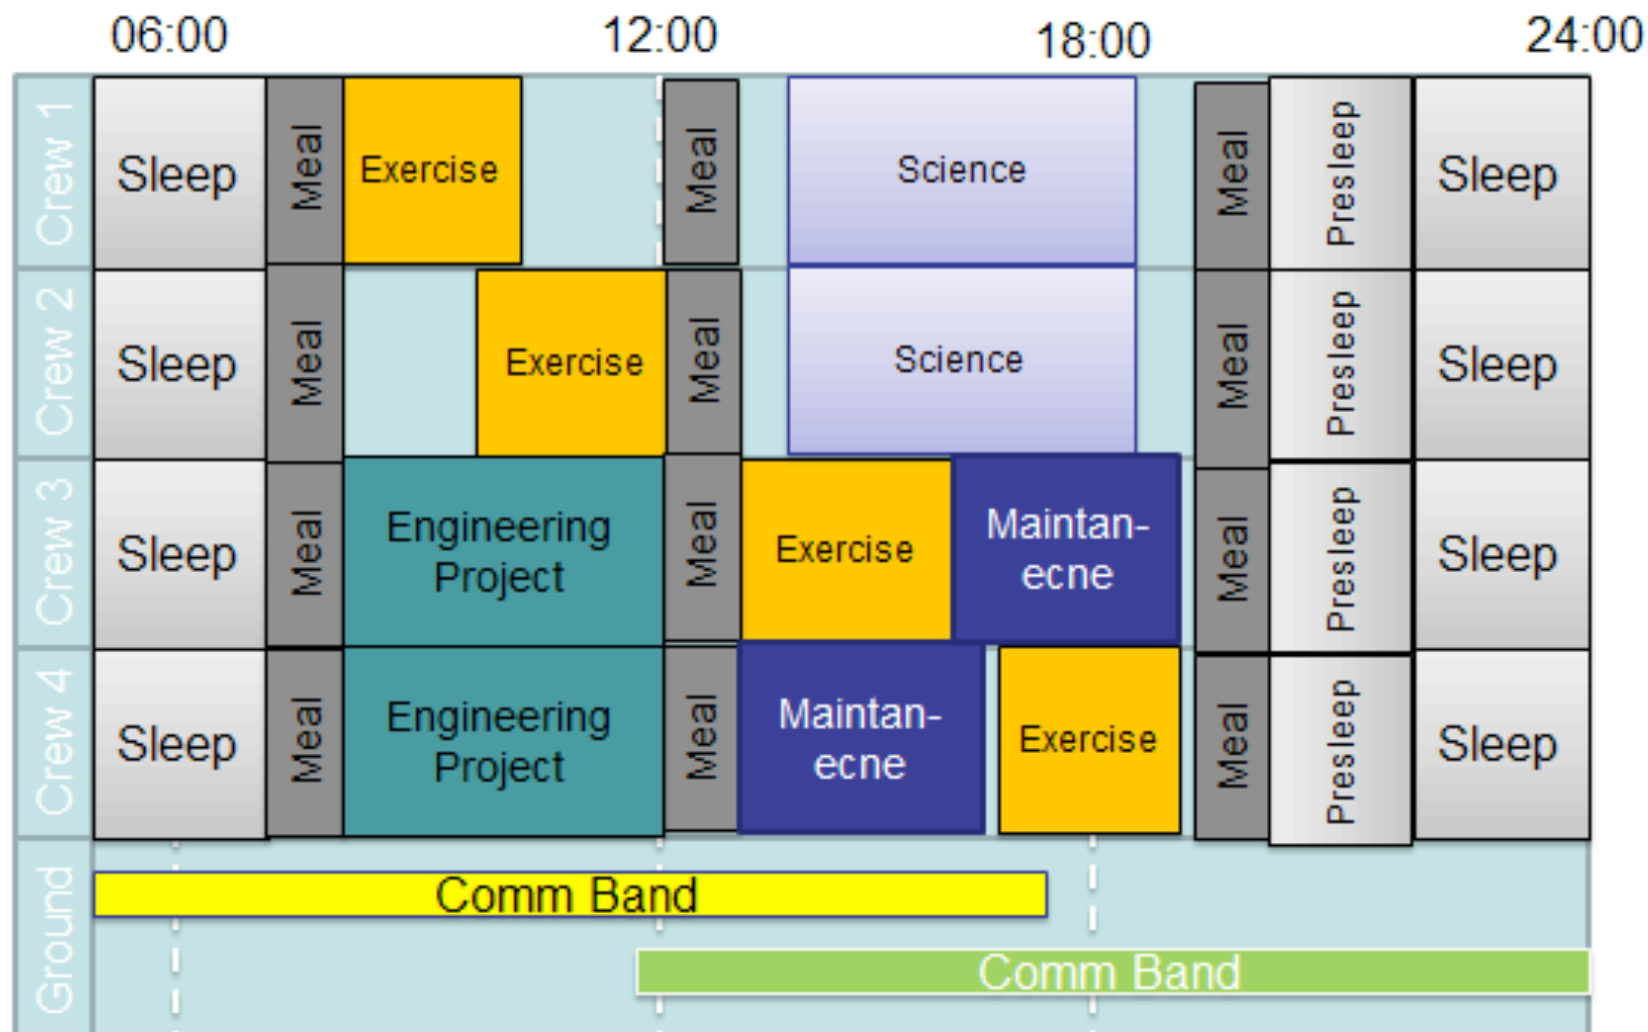 06:00 12:00 18:00 24:00
Crew 1 Sleep Meal Exercise Meal Science Meal Presleep Sleep
Crew 2 Sleep Meal Exercise Meal Science Meal Presleep Sleep
Crew 3 Sleep Meal Engineering Project Meal Exercise Maintan-
ecne Meal Presleep Sleep
Crew 4 Sleep Meal Engineering Project Meal Maintan-
ecne Exercise Meal Presleep Sleep
Ground Comm Band
Comm Band